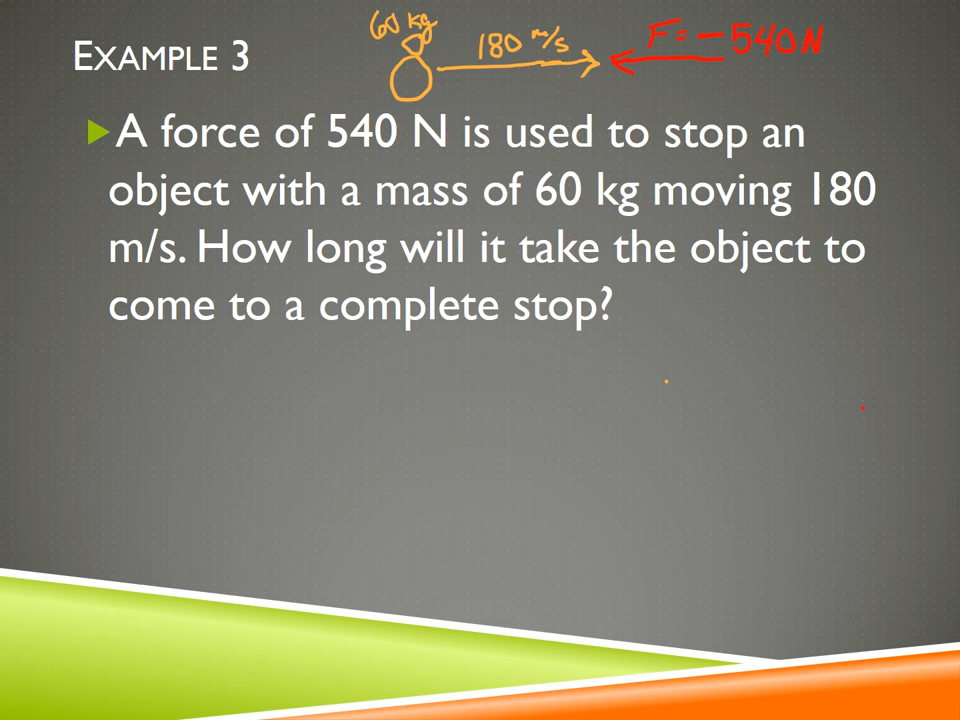 60 kg
180 m/s
F = - 540 N
EXAMPLE 3
A force of 540 N is used to stop an
object with a mass of 60 kg moving 180
m/s. How long will it take the object to
come to a complete stop?